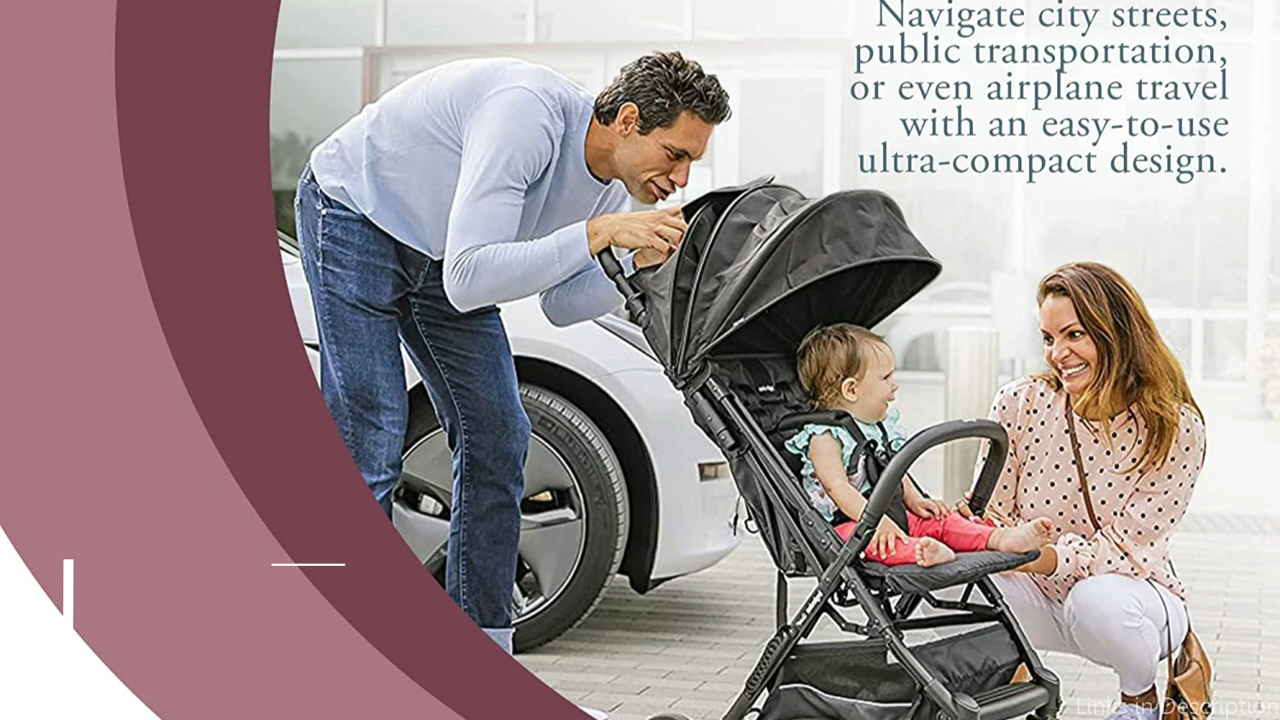 Navigate city streets,
public transportation,
or even airplane travel
with an easy-to-use
ultra-compact design.
Links in Description